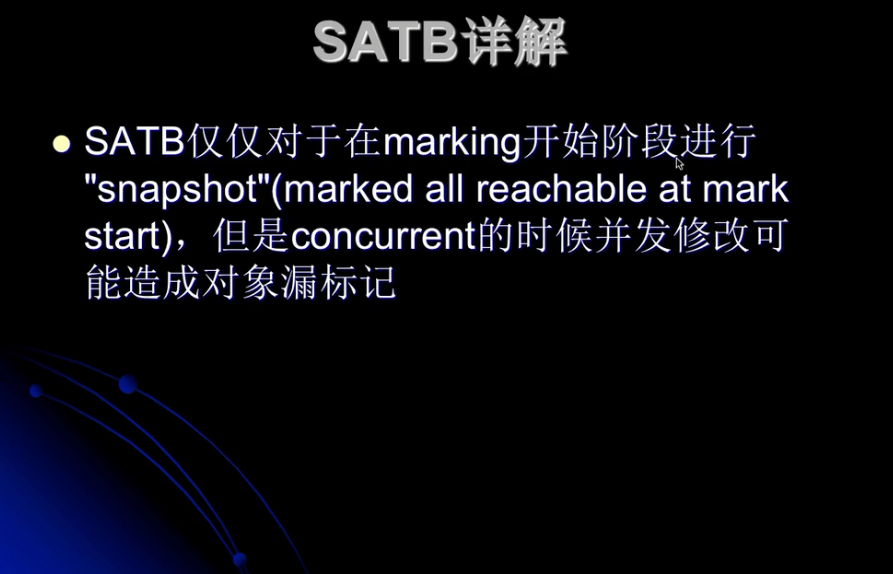 SATB详解
SATB仅仅对于在marking开始阶段进行
"snapshot"(marked all reachable at mark
start)，但是concurrent的时候并发修改可
能造成对象漏标记